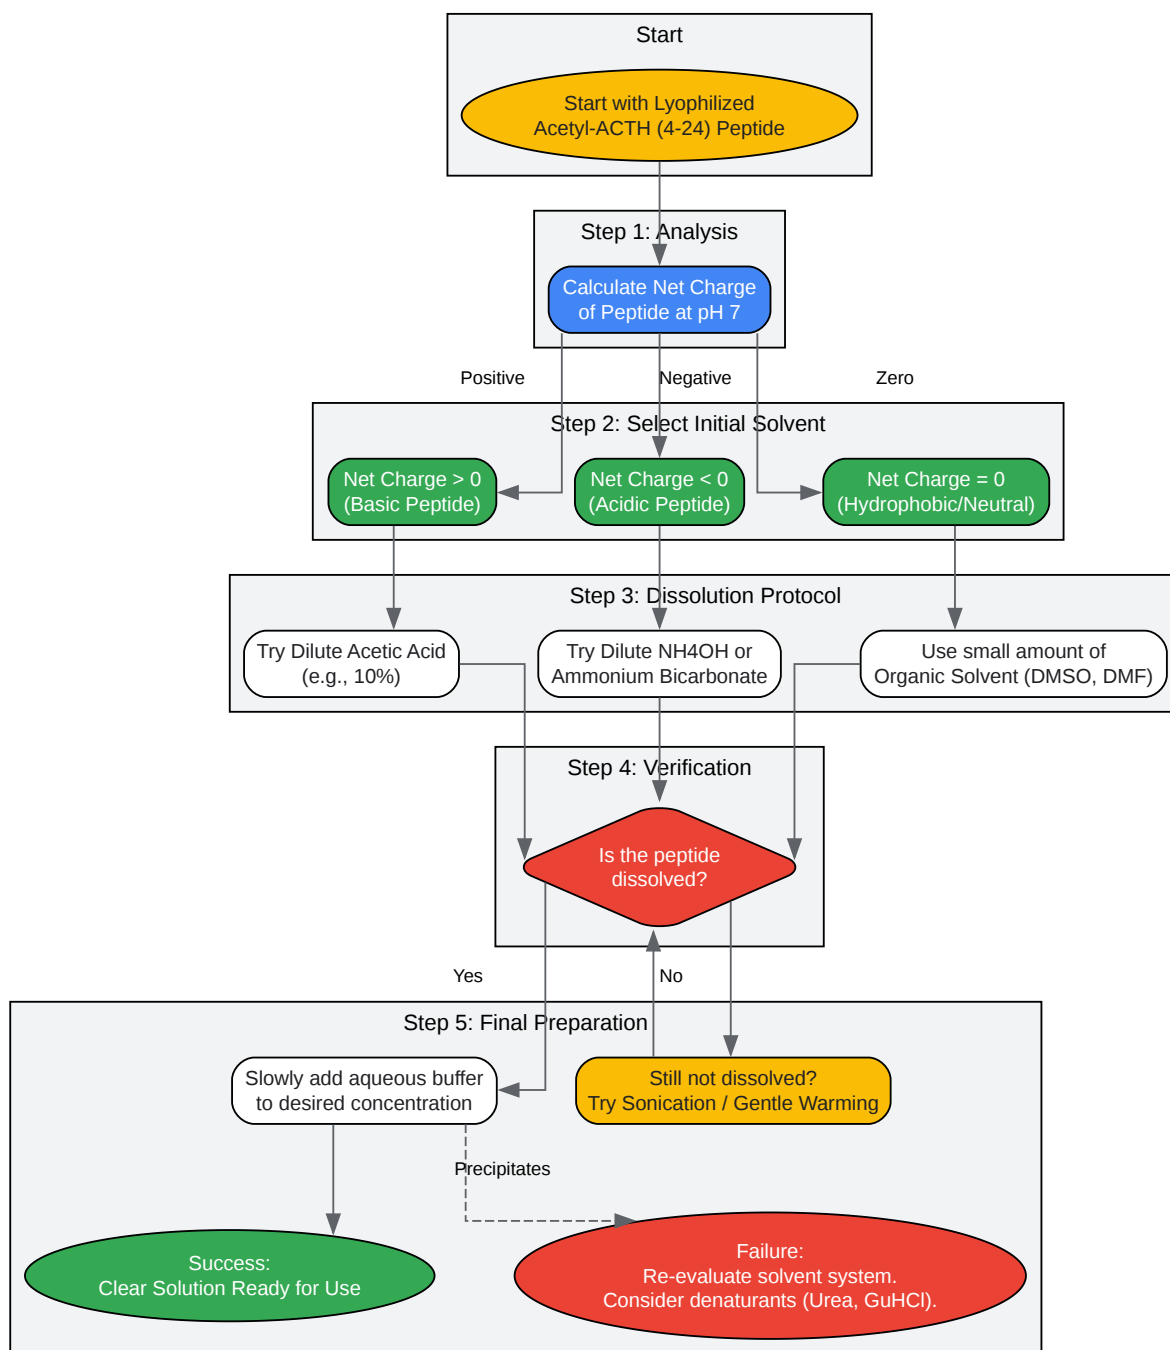 Start
Start with Lyophilized
Acetyl-ACTH (4-24) Peptide
Step 1: Analysis
Calculate Net Charge
of Peptide at pH 7
Positive
Negative
Zero
Step 2: Select Initial Solvent
Net Charge > 0
(Basic Peptide)
Net Charge < 0
(Acidic Peptide)
Net Charge = 0
(Hydrophobic/Neutral)
Step 3: Dissolution Protocol
Try Dilute Acetic Acid
(e.g., 10%)
Try Dilute NH4OH or
Ammonium Bicarbonate
Use small amount of
Organic Solvent (DMSO, DMF)
Step 4: Verification
Is the peptide
dissolved?
Yes
No
Step 5: Final Preparation
Slowly add aqueous buffer
to desired concentration
Still not dissolved?
Try Sonication / Gentle Warming
Precipitates
Success:
Clear Solution Ready for Use
Failure:
Re-evaluate solvent system.
Consider denaturants (Urea, GuHCl).